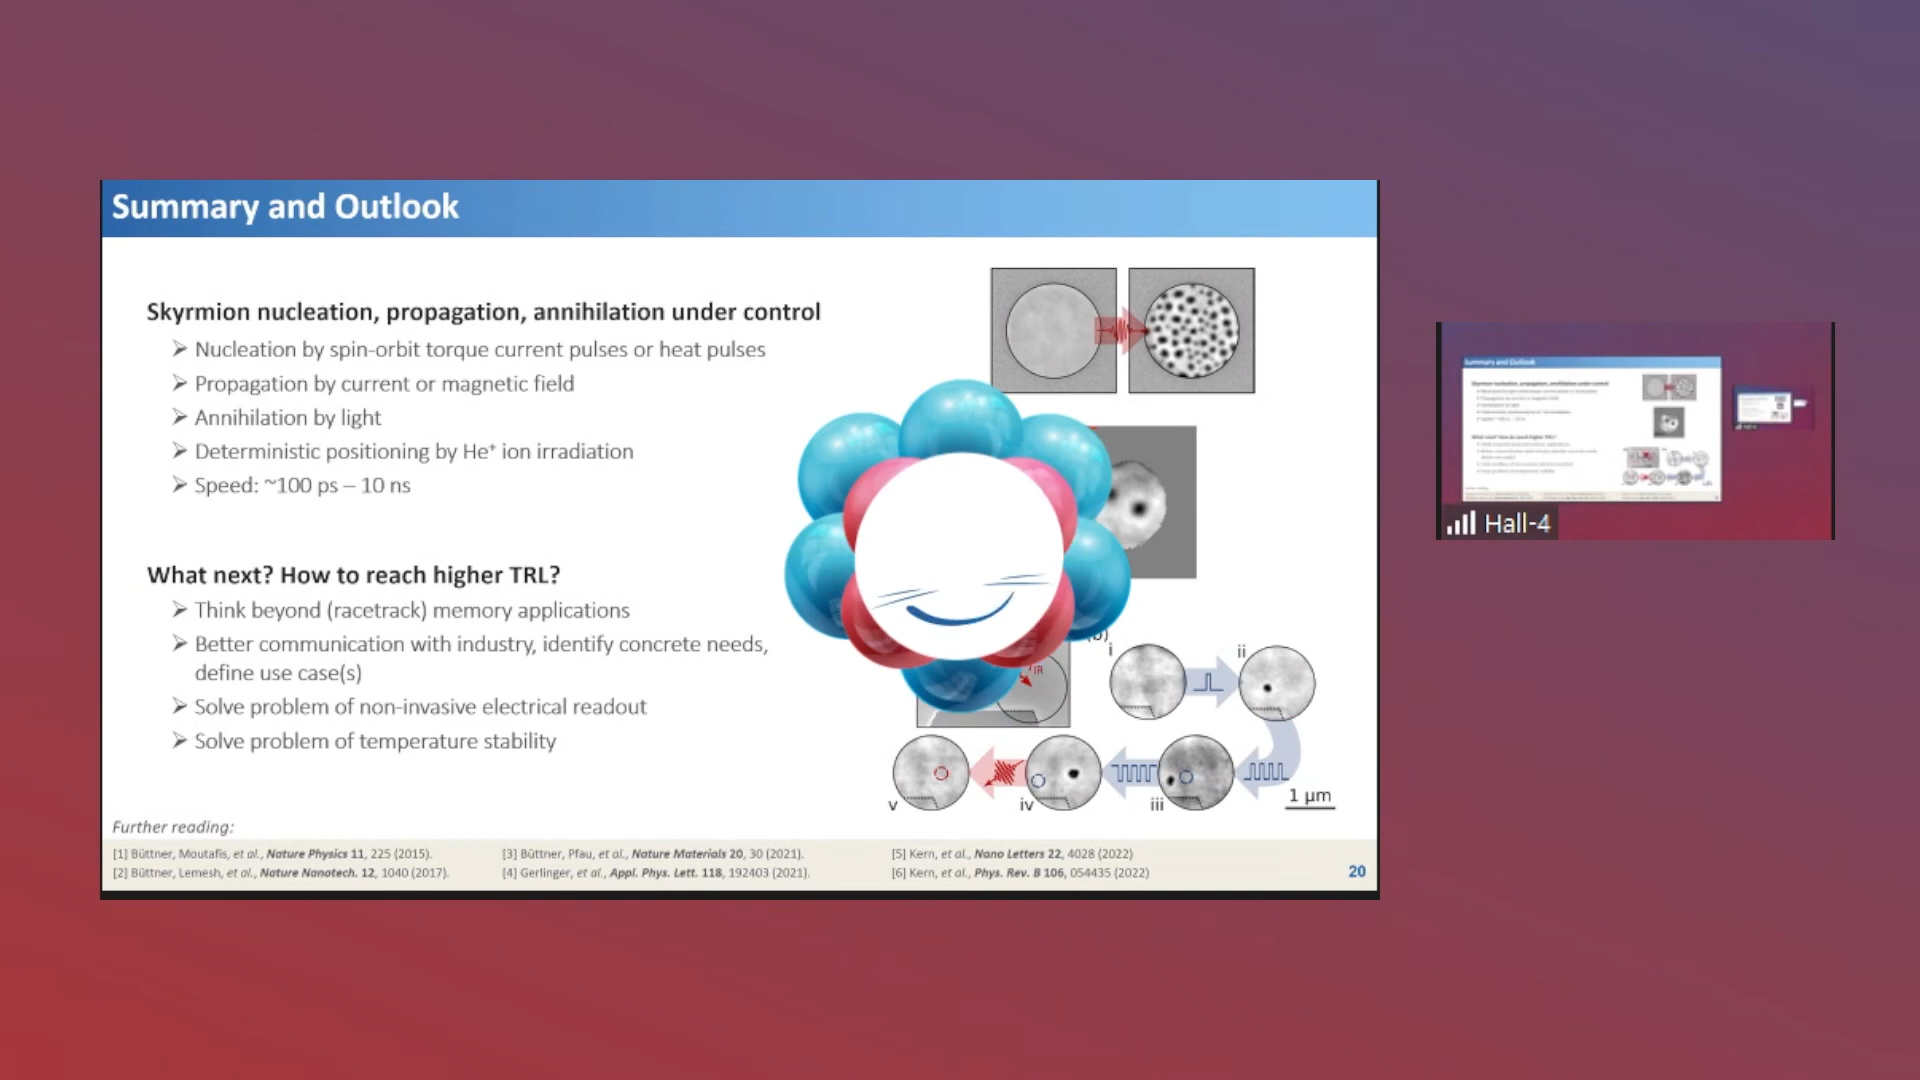 Summary and Outlook
Skyrmion nucleation, propagation, annihilation under control
➢ Nucleation by spin-orbit torque current pulses or heat pulses
➢ Propagation by current or magnetic field
➢ Annihilation by light
➢ Deterministic positioning by He⁺ ion irradiation
➢ Speed: ~100 ps – 10 ns
What next? How to reach higher TRL?
➢ Think beyond (racetrack) memory applications
➢ Better communication with industry, identify concrete needs,
define use case(s)
➢ Solve problem of non-invasive electrical readout
➢ Solve problem of temperature stability
(b)
IR
i
ii
iii
iv
v
1 µm
Further reading:
[1] Büttner, Moutafis, et al., Nature Physics 11, 225 (2015).
[2] Büttner, Lemesh, et al., Nature Nanotech. 12, 1040 (2017).
[3] Büttner, Pfau, et al., Nature Materials 20, 30 (2021).
[4] Gerlinger, et al., Appl. Phys. Lett. 118, 192403 (2021).
[5] Kern, et al., Nano Letters 22, 4028 (2022)
[6] Kern, et al., Phys. Rev. B 106, 054435 (2022)
20
Summary and Outlook
Hall-4